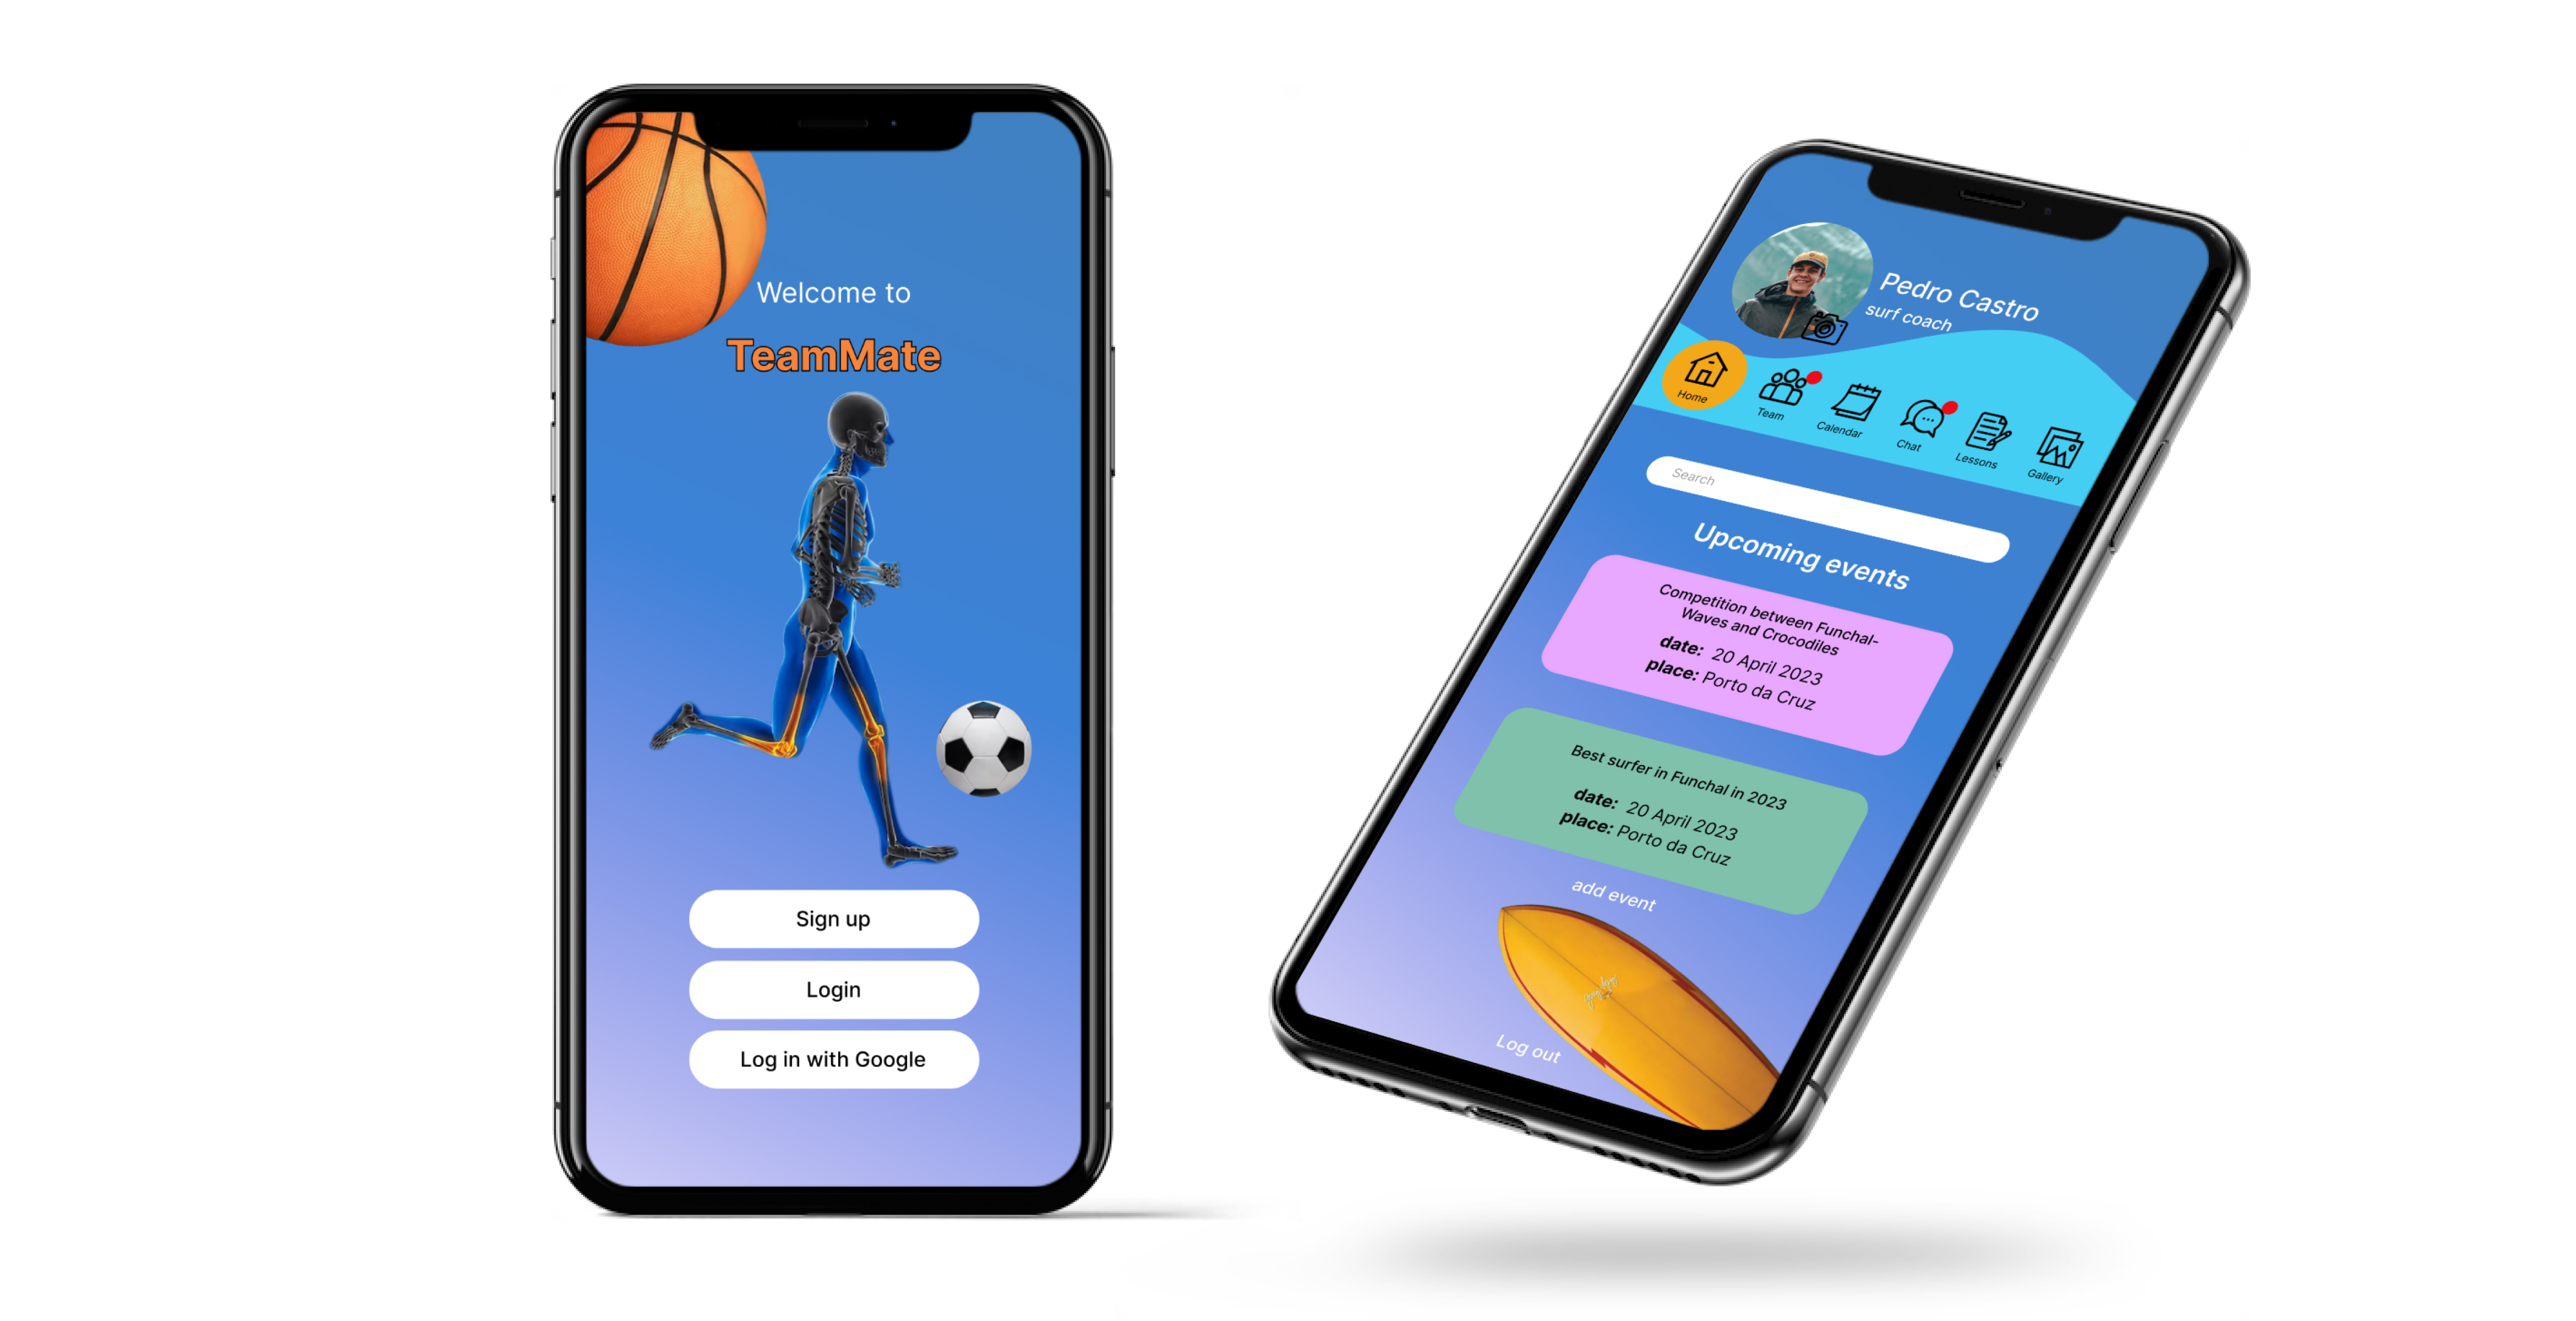 Welcome to
TeamMate
Sign up
Login
Log in with Google
Pedro Castro
surf coach
Home
Team
Calendar
Chat
Lessons
Gallery
Search
Upcoming events
Competition between Funchal-
Waves and Crocodiles
date: 20 April 2023
place: Porto da Cruz
Best surfer in Funchal in 2023
date: 20 April 2023
place: Porto da Cruz
add event
Log out